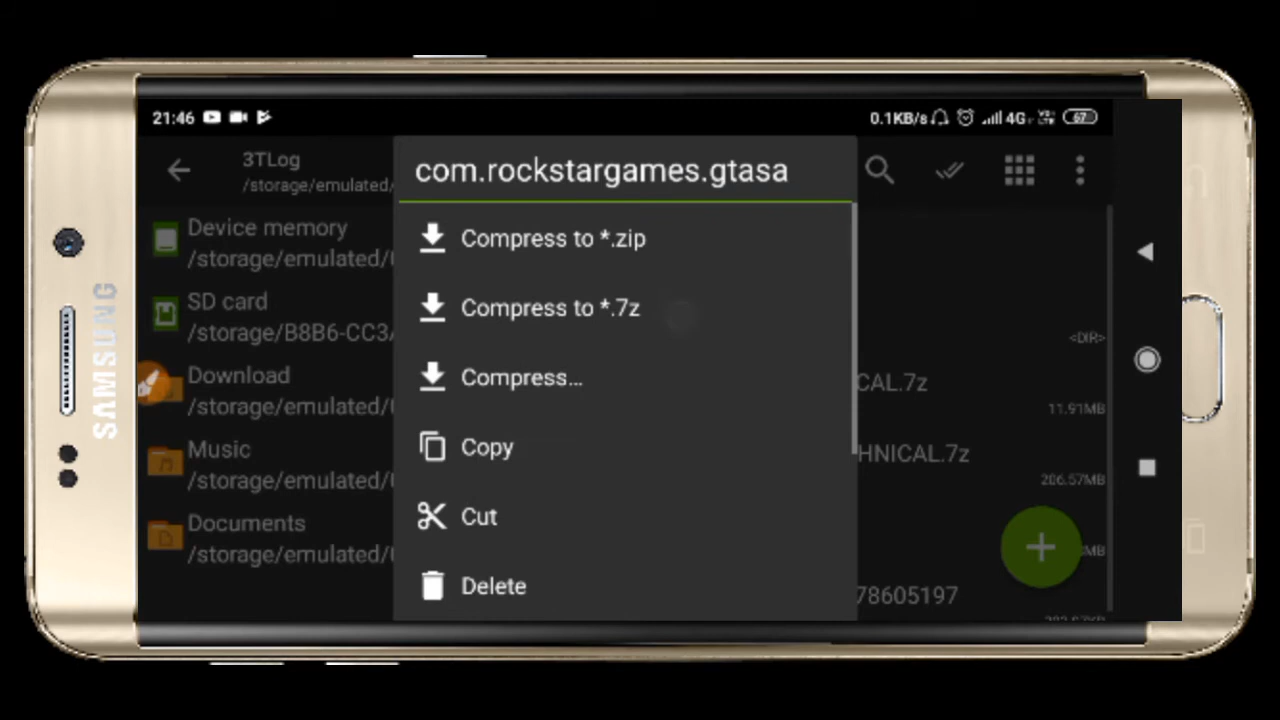 21:46
0.1KB/s
4G
67
3TLog
/storage/emulated/
com.rockstargames.gtasa
Device memory
/storage/emulated/
SD card
/storage/B8B6-CC3
Download
/storage/emulated/
Music
/storage/emulated/
Documents
/storage/emulated/
Compress to *.zip
Compress to *.7z
Compress...
Copy
Cut
Delete
<DIR>
CAL.7z
11.91MB
HNICAL.7z
206.57MB
MB
78605197
SAMSUNG